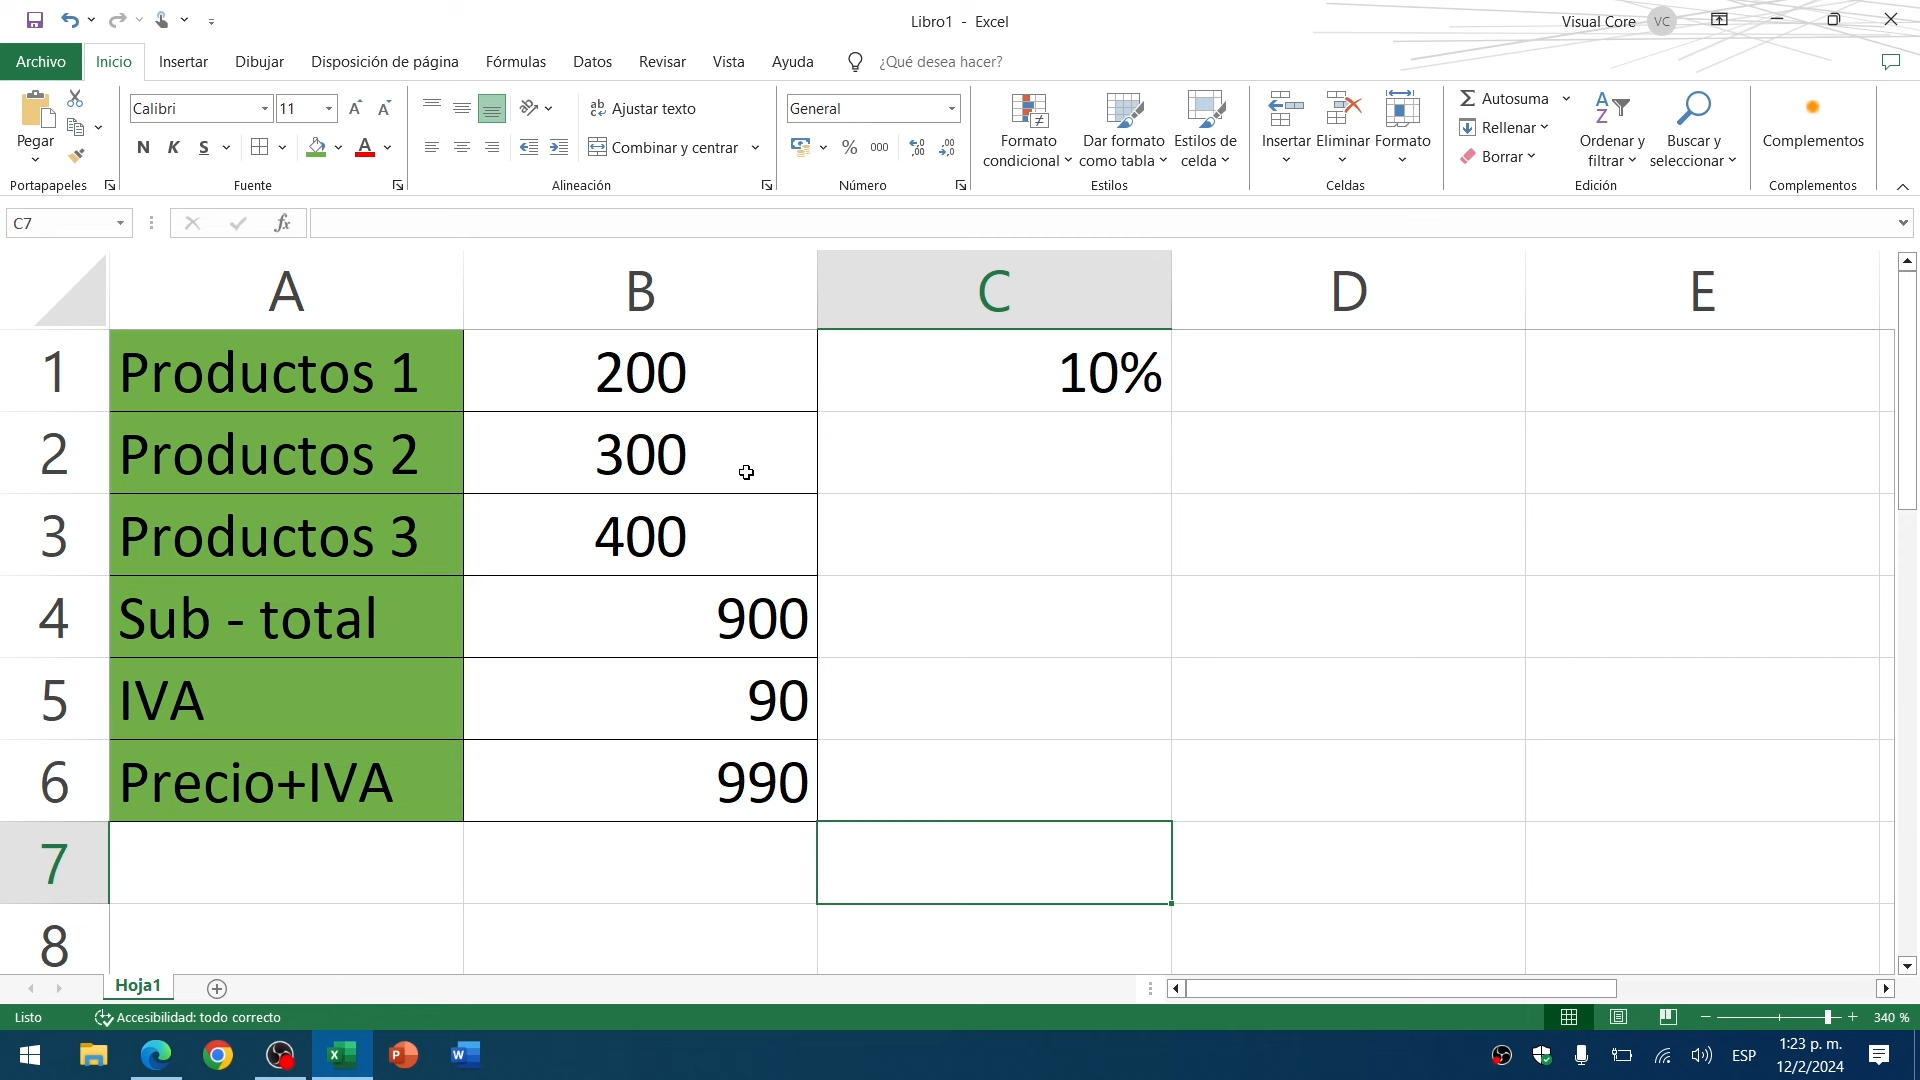 Libro1 - Excel
Visual Core VC
Archivo Inicio Insertar Dibujar Disposición de página Fórmulas Datos Revisar Vista Ayuda ¿Qué desea hacer?
Pegar
Calibri 11
N K S A
Ajustar texto
Combinar y centrar
General
% 000
Formato condicional
Dar formato como tabla
Estilos de celda
Insertar Eliminar Formato
Autosuma
Rellenar
Borrar
Ordenar y filtrar
Buscar y seleccionar
Complementos
Portapapeles Fuente Alineación Número Estilos Celdas Edición Complementos
C7 fx
A B C D E
1 Productos 1 200 10%
2 Productos 2 300
3 Productos 3 400
4 Sub - total 900
5 IVA 90
6 Precio+IVA 990
7
8
Hoja1
Listo Accesibilidad: todo correcto 340 %
ESP 1:23 p. m.
12/2/2024